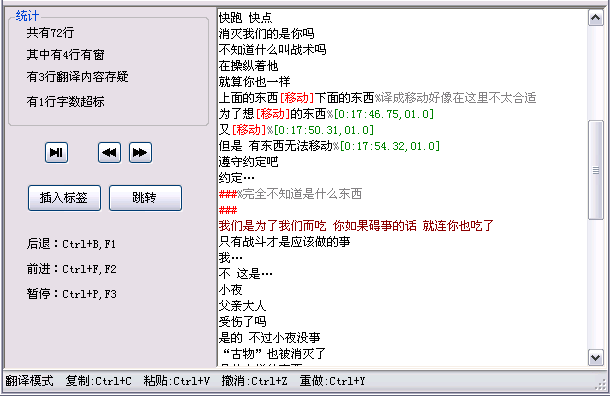 统计
共有72行
其中有4行有窗
有3行翻译内容存疑
有1行字数超标
插入标签
跳转
后退：Ctrl+B,F1
前进：Ctrl+F,F2
暂停：Ctrl+P,F3
快跑 快点
消灭我们的是你吗
不知道什么叫战术吗
在操纵着他
就算你也一样
上面的东西[移动]下面的东西%译成移动好像在这里不太合适
为了想[移动]的东西%[0:17:46.75,01.0]
又[移动]%[0:17:50.31,01.0]
但是 有东西无法移动%[0:17:54.32,01.0]
遵守约定吧
约定…
###%完全不知道是什么东西
###
我们是为了我们而吃 你如果碍事的话 就连你也吃了
只有战斗才是应该做的事
我…
不 这是…
小夜
父亲大人
受伤了吗
是的 不过小夜没事
“古物”也被消灭了
翻译模式 复制:Ctrl+C 粘贴:Ctrl+V 撤消:Ctrl+Z 重做:Ctrl+Y